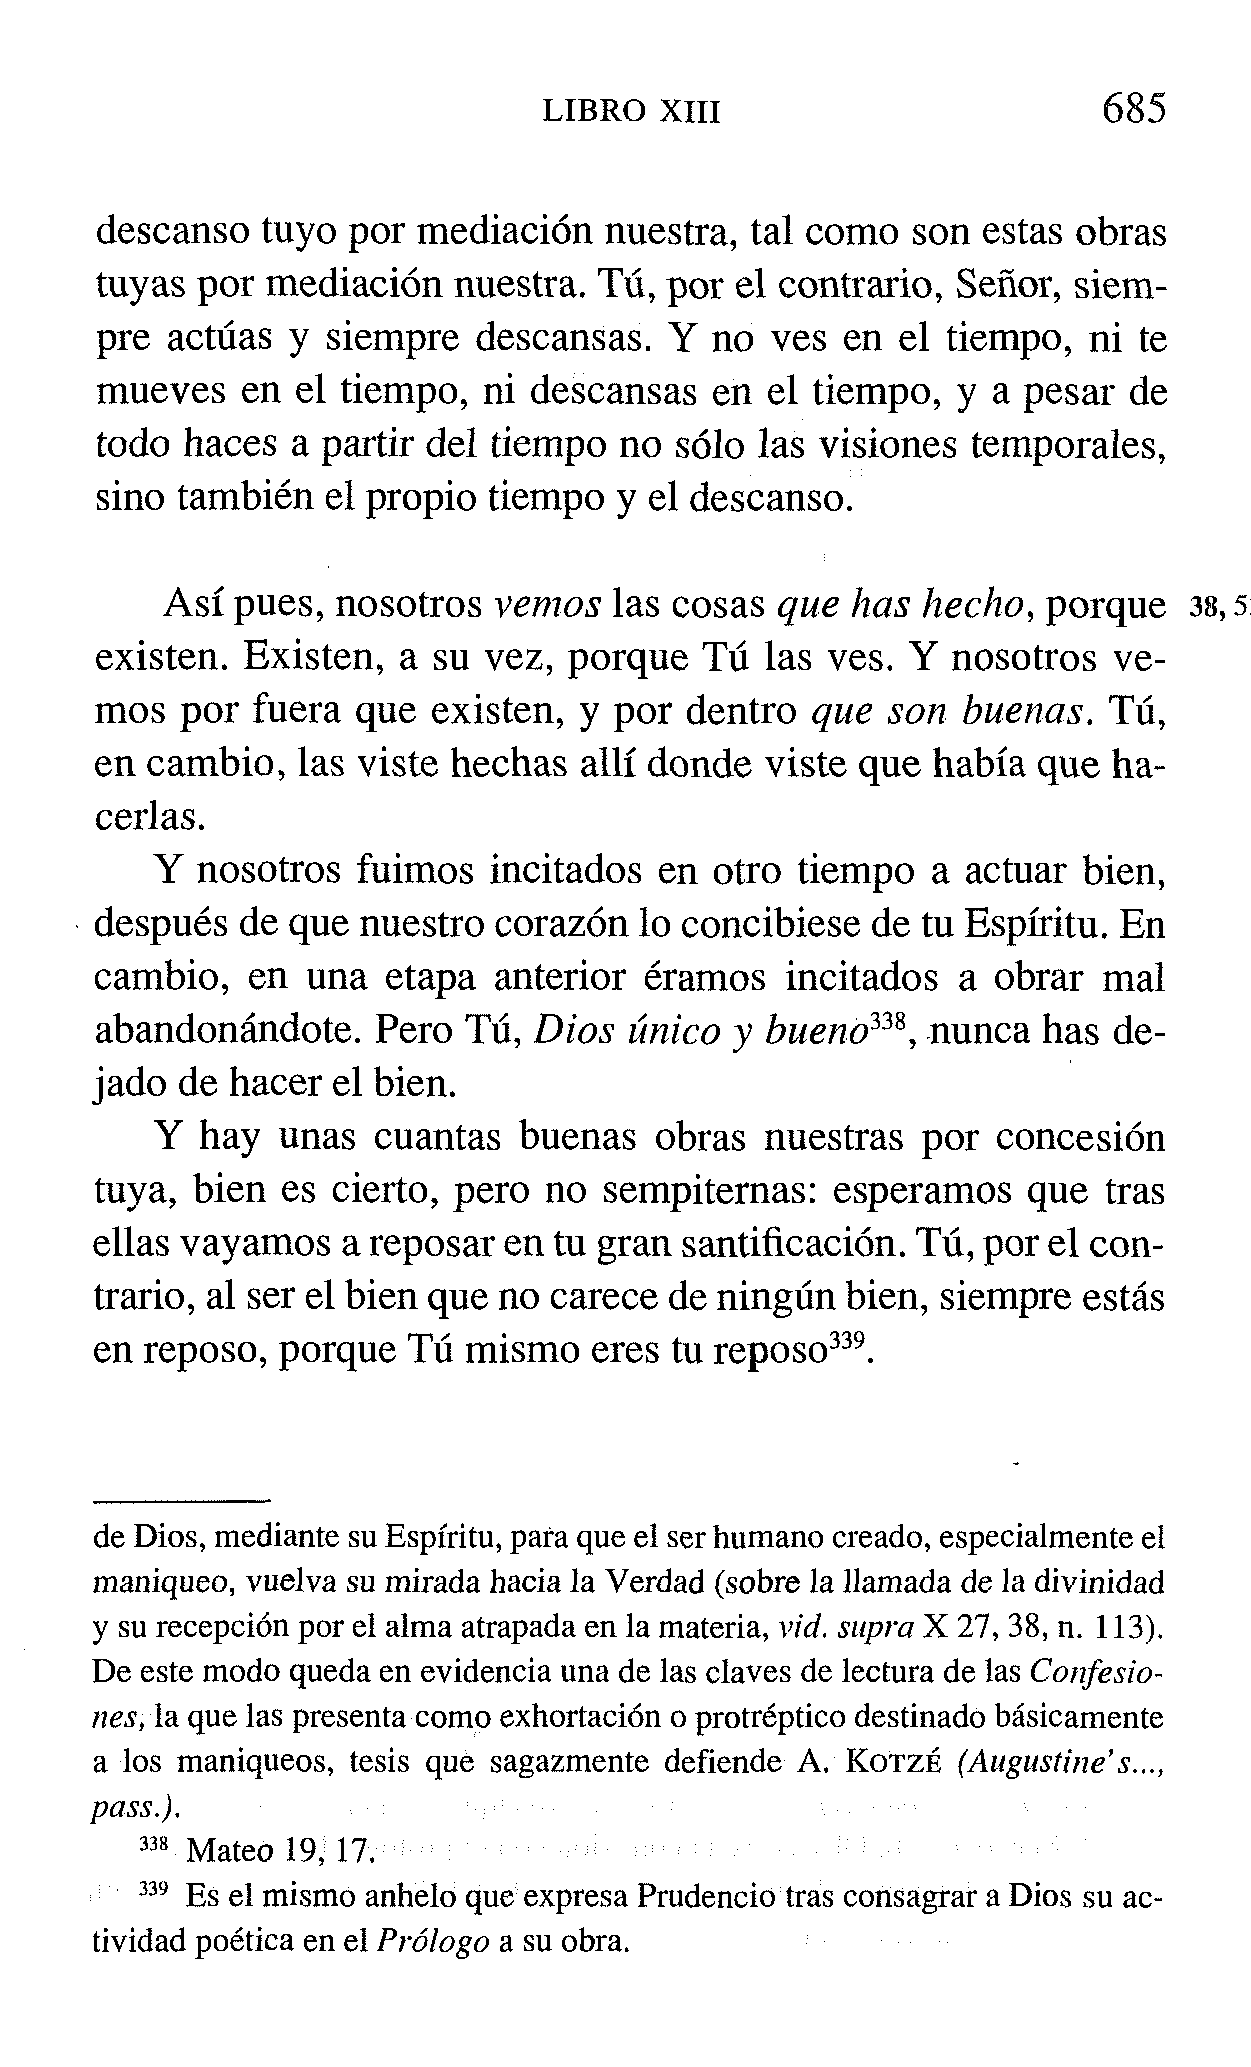 LIBRO XIII 685
descanso tuyo por mediación nuestra, tal como son estas obras
tuyas por mediación nuestra. Tú, por el contrario, Señor, siem-
pre actúas y siempre descansas. Y no ves en el tiempo, ni te
mueves en el tiempo, ni descansas en el tiempo, y a pesar de
todo haces a partir del tiempo no sólo las visiones temporales,
sino también el propio tiempo y el descanso.
Así pues, nosotros vemos las cosas que has hecho, porque 38, 5
existen. Existen, a su vez, porque Tú las ves. Y nosotros ve-
mos por fuera que existen, y por dentro que son buenas. Tú,
en cambio, las viste hechas allí donde viste que había que ha-
cerlas.
Y nosotros fuimos incitados en otro tiempo a actuar bien,
después de que nuestro corazón lo concibiese de tu Espíritu. En
cambio, en una etapa anterior éramos incitados a obrar mal
abandonándote. Pero Tú, Dios único y bueno³³⁸, nunca has de-
jado de hacer el bien.
Y hay unas cuantas buenas obras nuestras por concesión
tuya, bien es cierto, pero no sempiternas: esperamos que tras
ellas vayamos a reposar en tu gran santificación. Tú, por el con-
trario, al ser el bien que no carece de ningún bien, siempre estás
en reposo, porque Tú mismo eres tu reposo³³⁹.
de Dios, mediante su Espíritu, para que el ser humano creado, especialmente el
maniqueo, vuelva su mirada hacia la Verdad (sobre la llamada de la divinidad
y su recepción por el alma atrapada en la materia, vid. supra X 27, 38, n. 113).
De este modo queda en evidencia una de las claves de lectura de las Confesio-
nes, la que las presenta como exhortación o protréptico destinado básicamente
a los maniqueos, tesis que sagazmente defiende A. KOTZÉ (Augustine's...,
pass.).
³³⁸ Mateo 19, 17.
³³⁹ Es el mismo anhelo que expresa Prudencio tras consagrar a Dios su ac-
tividad poética en el Prólogo a su obra.